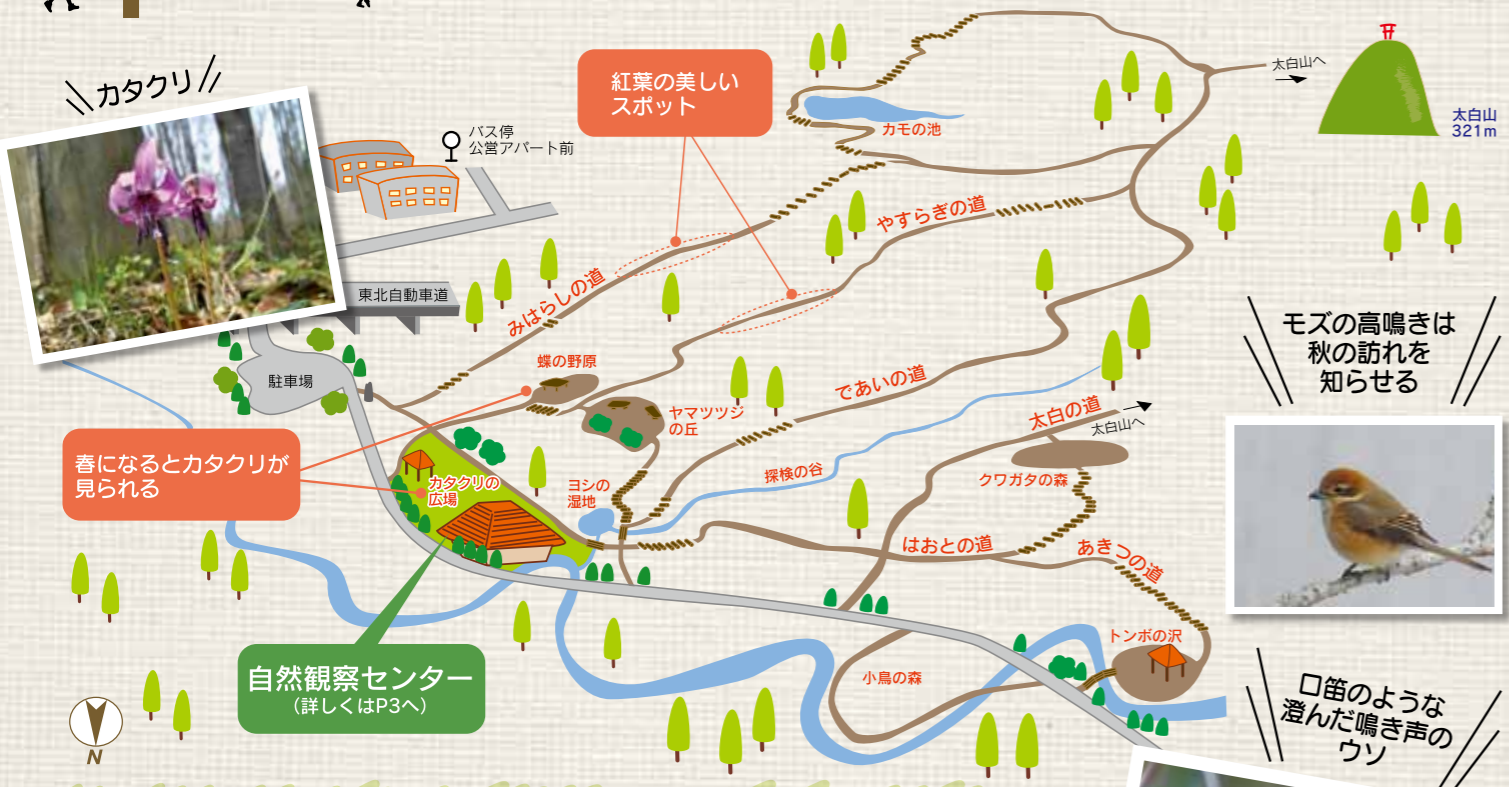 カタクリ
バス停
公営アパート前
紅葉の美しい
スポット
カモの池
太白山へ
太白山
321m
やすらぎの道
みはらしの道
東北自動車道
駐車場
蝶の野原
ヤマツツジ
の丘
であいの道
太白の道
太白山へ
モズの高鳴きは
秋の訪れを
知らせる
春になるとカタクリが
見られる
カタクリの
広場
ヨシの
湿地
探検の谷
クワガタの森
はおとの道
あきつの道
自然観察センター
(詳しくはP3へ)
小鳥の森
トンボの沢
口笛のような
澄んだ鳴き声の
ウソ
N